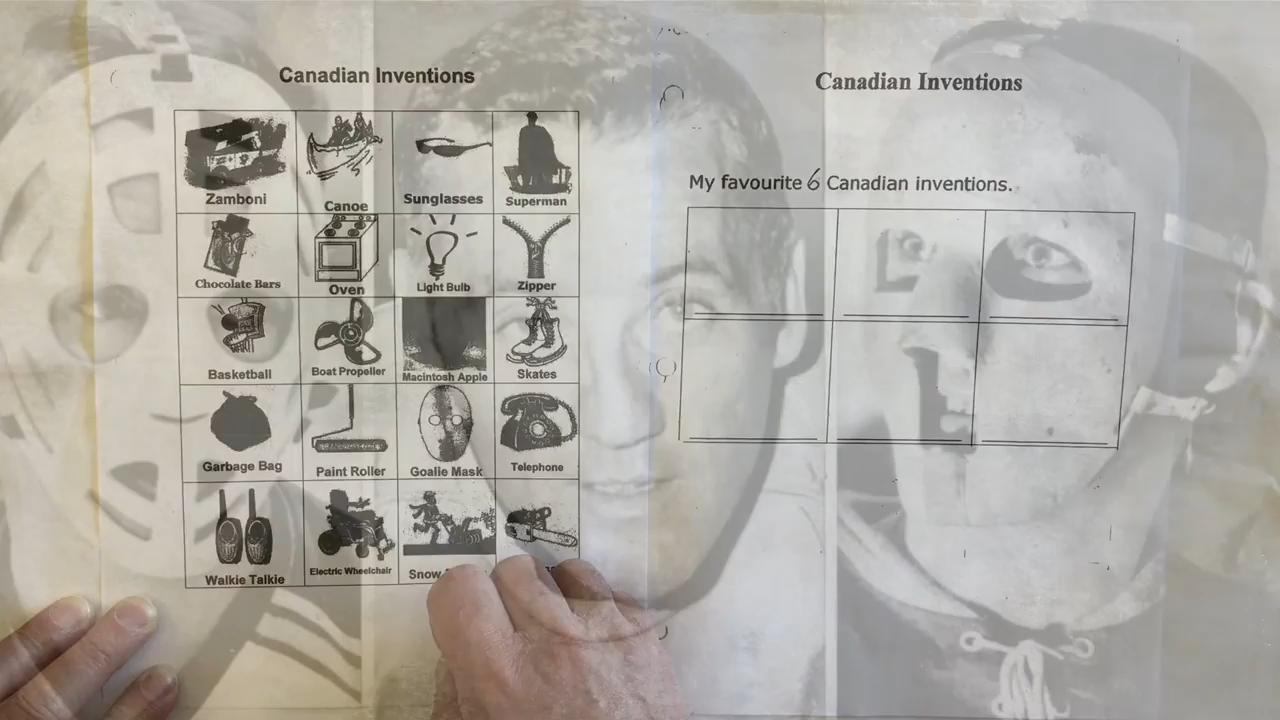 Canadian Inventions
Zamboni
Canoe
Sunglasses
Superman
Chocolate Bars
Oven
Light Bulb
Zipper
Basketball
Boat Propeller
Macintosh Apple
Skates
Garbage Bag
Paint Roller
Goalie Mask
Telephone
Walkie Talkie
Electric Wheelchair
Snow
Canadian Inventions
My favourite 6 Canadian inventions.